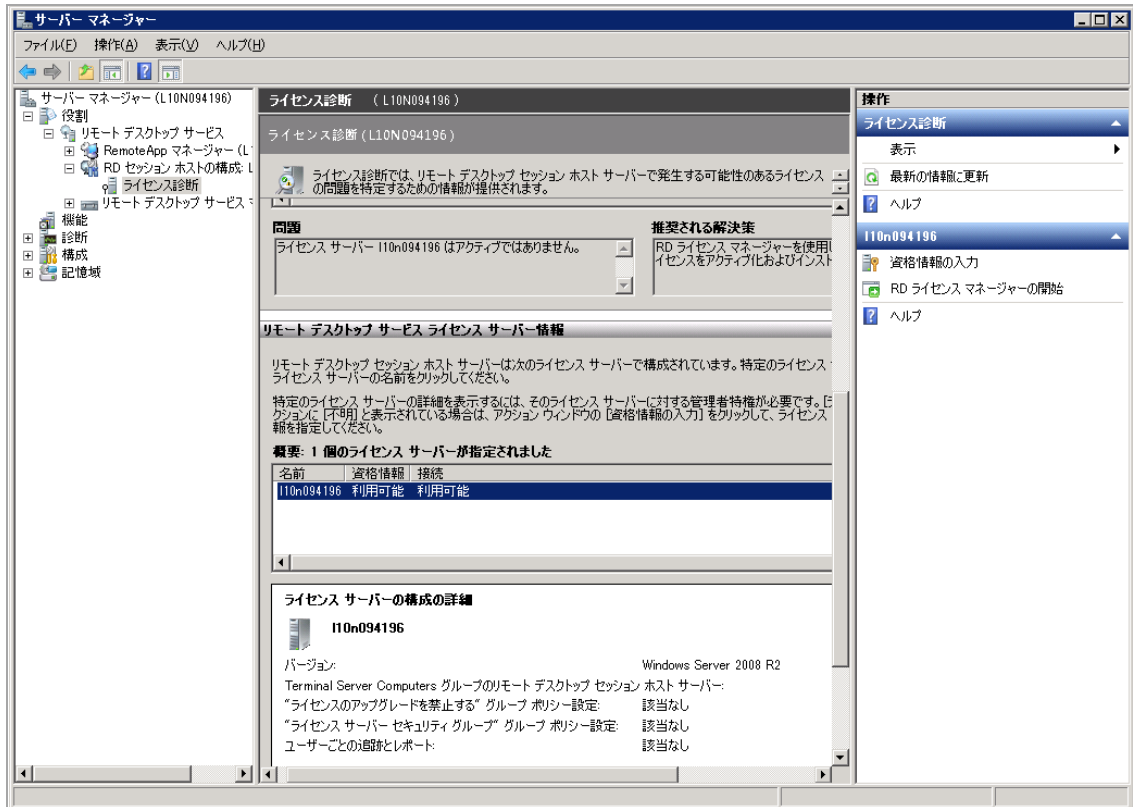 サーバー マネージャー
ファイル(F) 操作(A) 表示(V) ヘルプ(H)
サーバー マネージャー (L10N094196)
役割
リモート デスクトップ サービス
RemoteApp マネージャー (L
RD セッション ホストの構成: L
ライセンス診断
リモート デスクトップ サービス
機能
診断
構成
記憶域
ライセンス診断 (L10N094196)
ライセンス診断 (L10N094196)
ライセンス診断では、リモート デスクトップ セッション ホスト サーバーで発生する可能性のあるライセンス
の問題を特定するための情報が提供されます。
問題
ライセンス サーバー l10n094196 はアクティブではありません。
推奨される解決策
RD ライセンス マネージャーを使用し
イセンスをアクティブ化およびインスト
リモート デスクトップ サービス ライセンス サーバー情報
リモート デスクトップ セッション ホスト サーバーは次のライセンス サーバーで構成されています。特定のライセンス
ライセンス サーバーの名前をクリックしてください。
特定のライセンス サーバーの詳細を表示するには、そのライセンス サーバーに対する管理者特権が必要です。[
クションに [不明] と表示されている場合は、アクション ウィンドウの [資格情報の入力] をクリックして、ライセンス
報を指定してください。
概要: 1 個のライセンス サーバーが指定されました
名前 資格情報 接続
l10n094196 利用可能 利用可能
ライセンス サーバーの構成の詳細
l10n094196
バージョン: Windows Server 2008 R2
Terminal Server Computers グループのリモート デスクトップ セッション ホスト サーバー:
"ライセンスのアップグレードを禁止する" グループ ポリシー設定: 該当なし
"ライセンス サーバー セキュリティ グループ" グループ ポリシー設定: 該当なし
ユーザーごとの追跡とレポート: 該当なし
操作
ライセンス診断
表示
最新の情報に更新
ヘルプ
l10n094196
資格情報の入力
RD ライセンス マネージャーの開始
ヘルプ